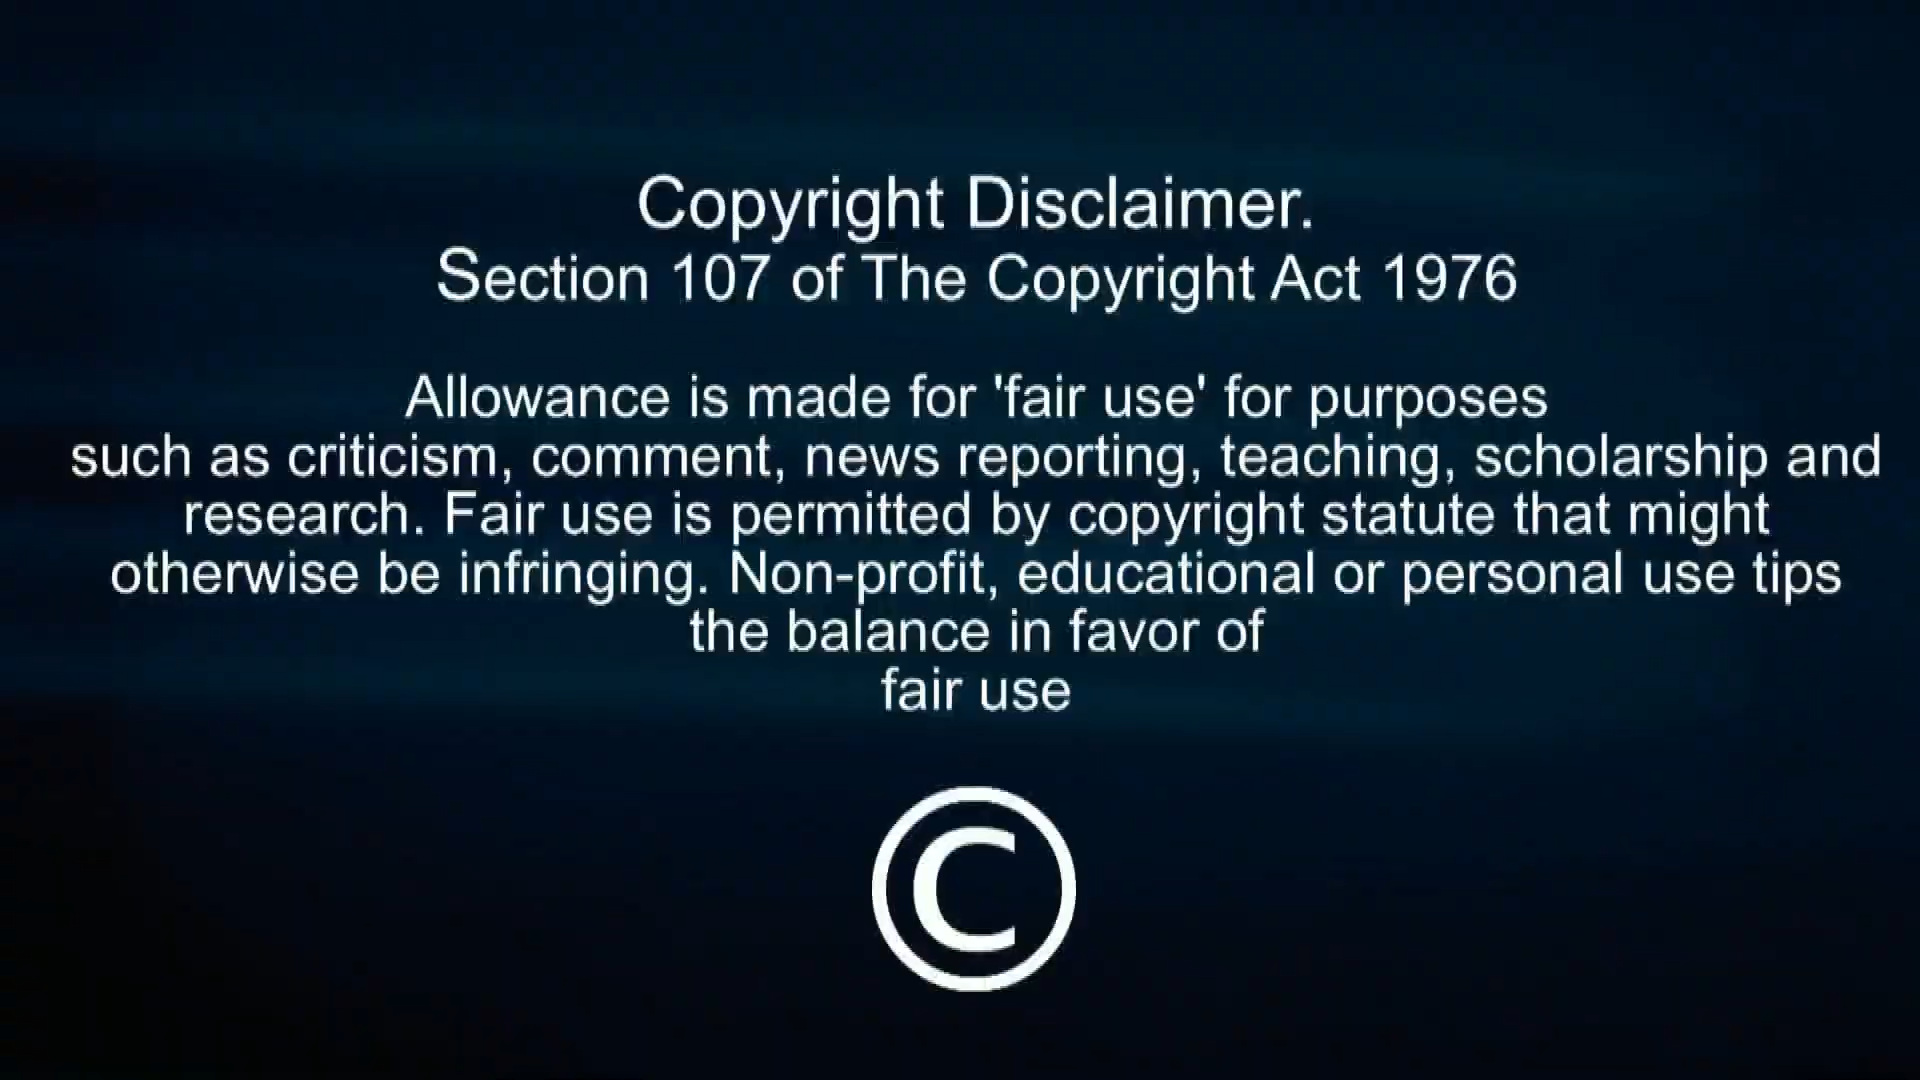 Copyright Disclaimer.
Section 107 of The Copyright Act 1976
Allowance is made for 'fair use' for purposes
such as criticism, comment, news reporting, teaching, scholarship and
research. Fair use is permitted by copyright statute that might
otherwise be infringing. Non-profit, educational or personal use tips
the balance in favor of
fair use
©